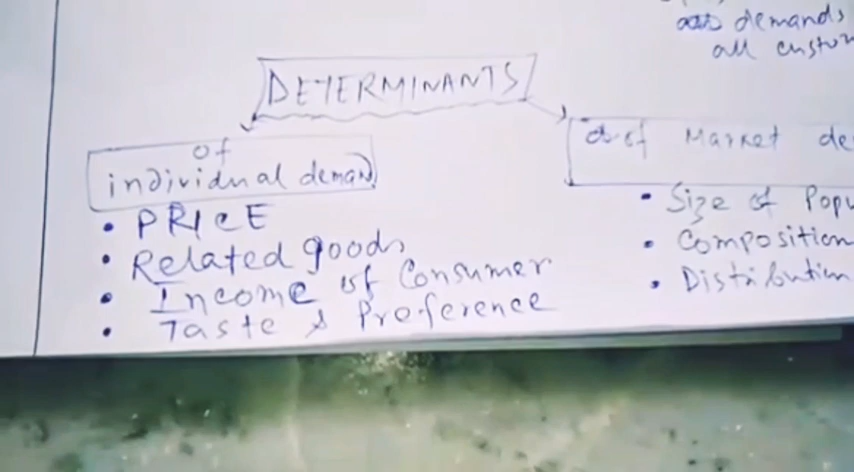 demands
all
DETERMINANTS
of
individual demand
• PRICE
• Related goods
• Income of Consumer
• Taste & Preference
of Market de
• Size of Popu
• Composition
• Distribution